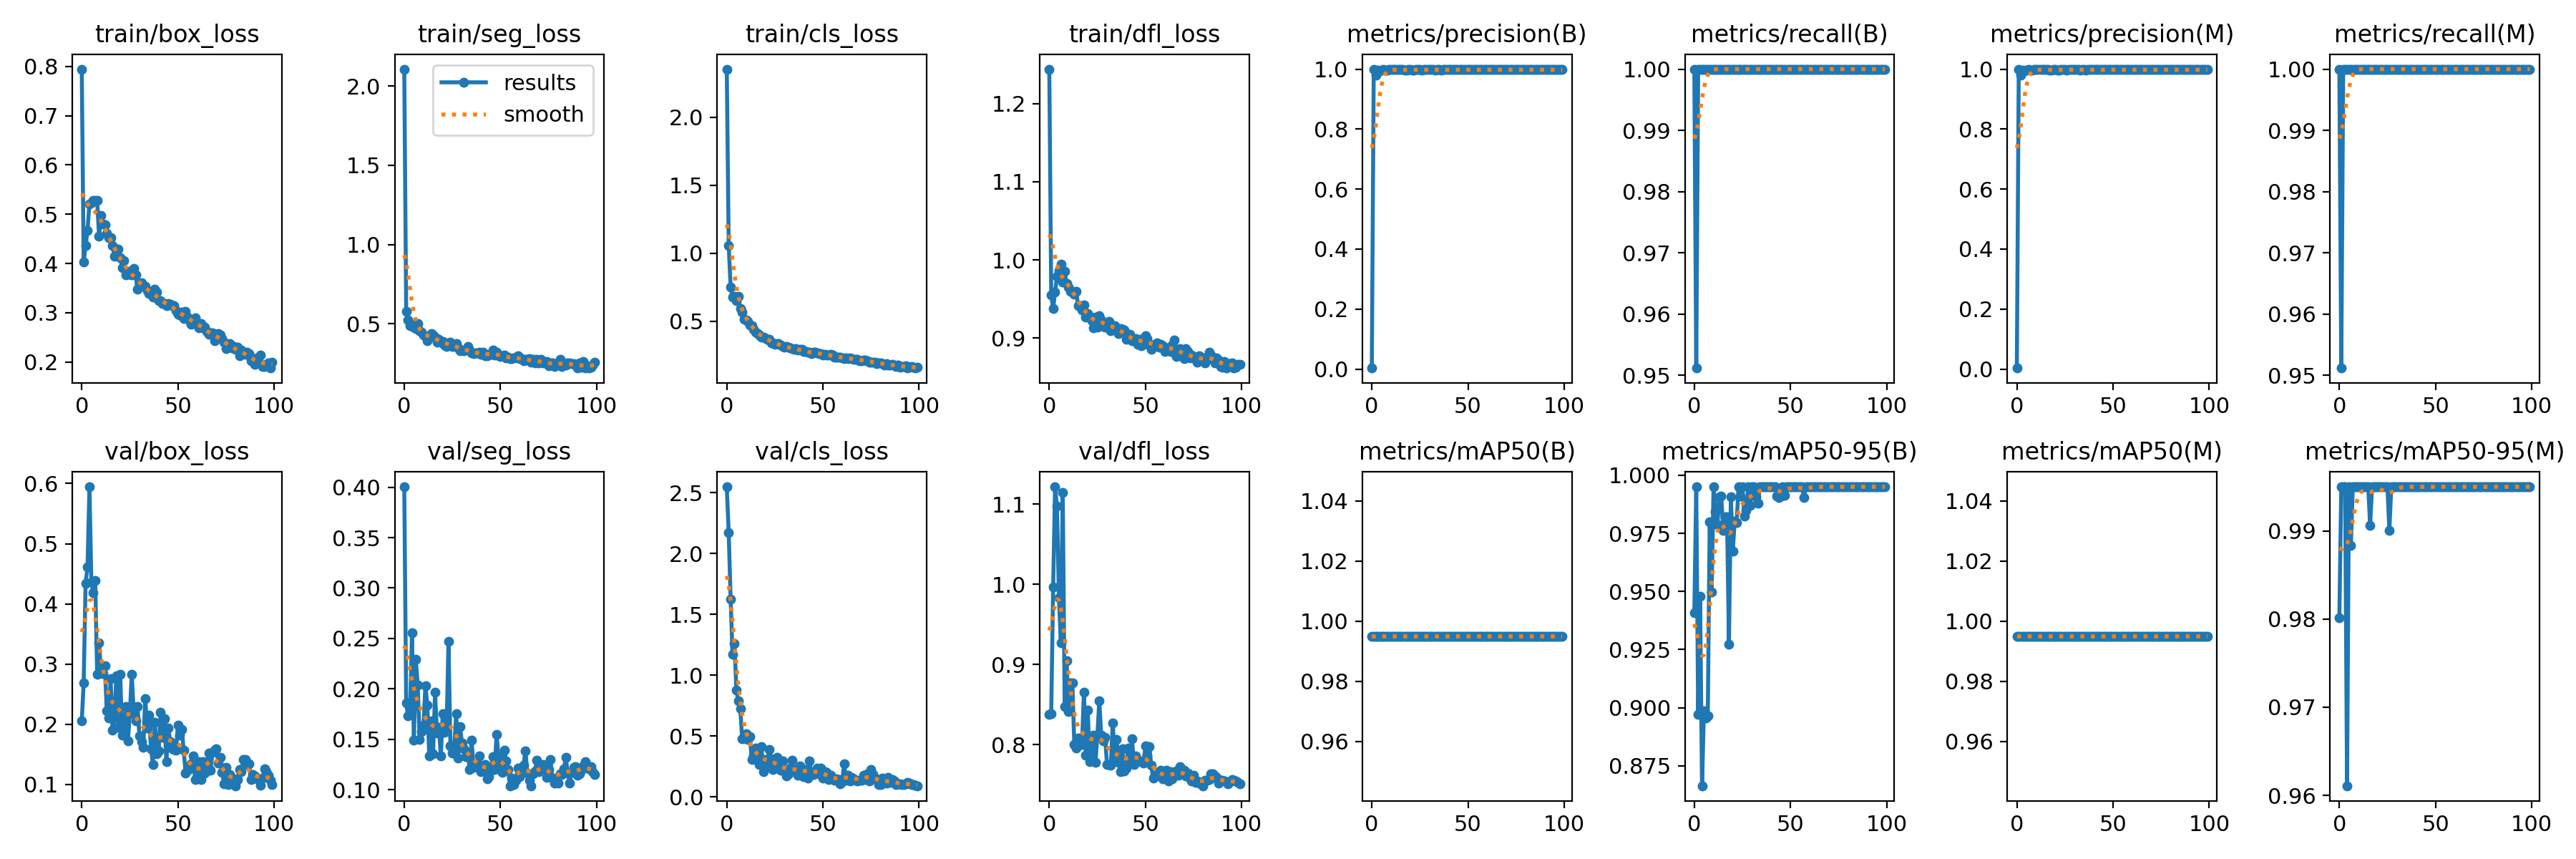 train/box_loss
0.8
0.7
0.6
0.5
0.4
0.3
0.2
0 50 100
train/seg_loss
results
smooth
2.0
1.5
1.0
0.5
0 50 100
train/cls_loss
2.0
1.5
1.0
0.5
0 50 100
train/dfl_loss
1.2
1.1
1.0
0.9
0 50 100
metrics/precision(B)
1.0
0.8
0.6
0.4
0.2
0.0
0 50 100
metrics/recall(B)
1.00
0.99
0.98
0.97
0.96
0.95
0 50 100
metrics/precision(M)
1.0
0.8
0.6
0.4
0.2
0.0
0 50 100
metrics/recall(M)
1.00
0.99
0.98
0.97
0.96
0.95
0 50 100
val/box_loss
0.6
0.5
0.4
0.3
0.2
0.1
0 50 100
val/seg_loss
0.40
0.35
0.30
0.25
0.20
0.15
0.10
0 50 100
val/cls_loss
2.5
2.0
1.5
1.0
0.5
0.0
0 50 100
val/dfl_loss
1.1
1.0
0.9
0.8
0 50 100
metrics/mAP50(B)
1.04
1.02
1.00
0.98
0.96
0 50 100
metrics/mAP50-95(B)
1.000
0.975
0.950
0.925
0.900
0.875
0 50 100
metrics/mAP50(M)
1.04
1.02
1.00
0.98
0.96
0 50 100
metrics/mAP50-95(M)
0.99
0.98
0.97
0.96
0 50 100